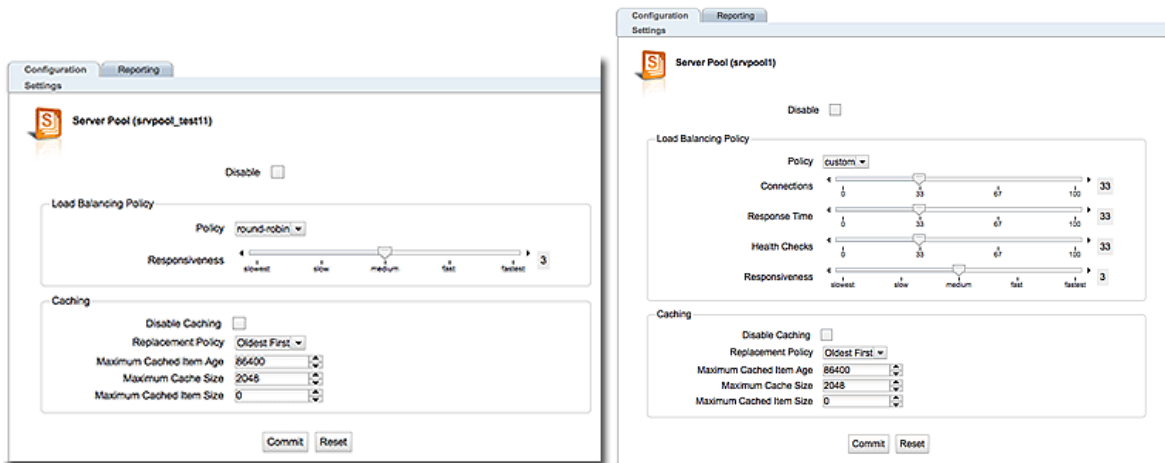 Configuration Reporting
Settings
S
Server Pool (srvpool_test11)
Disable
Load Balancing Policy
Policy round-robin
Responsiveness 3
slowest slow medium fast fastest
Caching
Disable Caching
Replacement Policy Oldest First
Maximum Cached Item Age 86400
Maximum Cache Size 2048
Maximum Cached Item Size 0
Commit Reset
Configuration Reporting
Settings
S
Server Pool (srvpool1)
Disable
Load Balancing Policy
Policy custom
Connections 33
0 33 67 100
Response Time 33
0 33 67 100
Health Checks 33
0 33 67 100
Responsiveness 3
slowest slow medium fast fastest
Caching
Disable Caching
Replacement Policy Oldest First
Maximum Cached Item Age 86400
Maximum Cache Size 2048
Maximum Cached Item Size 0
Commit Reset